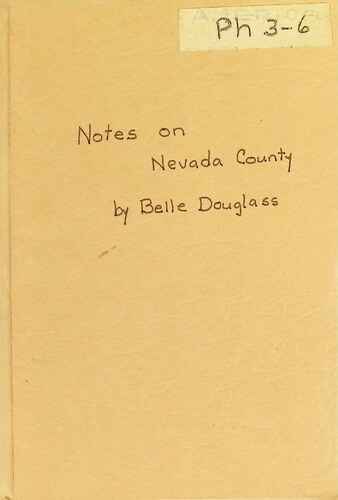 Ph 3-6
Notes on
Nevada County
by Belle Douglass